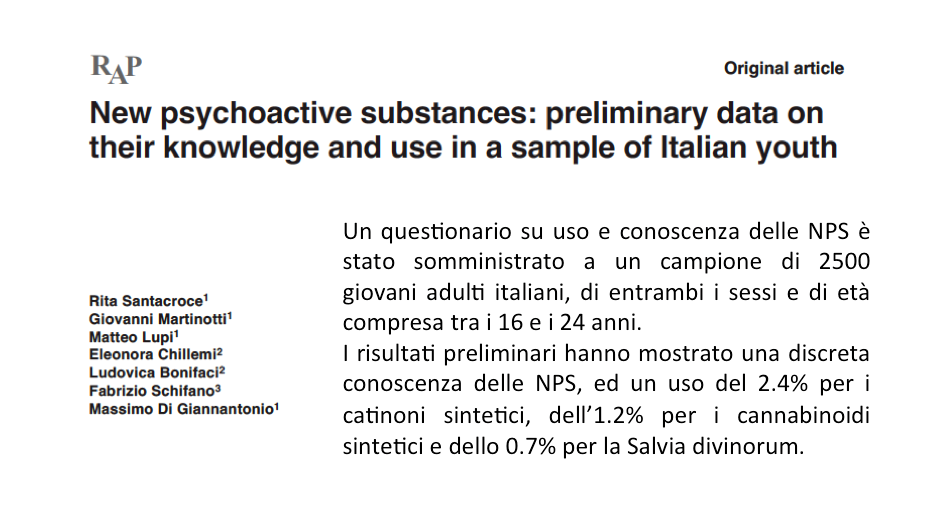 RAP
Original article
New psychoactive substances: preliminary data on
their knowledge and use in a sample of Italian youth
Rita Santacroce¹
Giovanni Martinotti¹
Matteo Lupi¹
Eleonora Chillemi²
Ludovica Bonifaci²
Fabrizio Schifano³
Massimo Di Giannantonio¹
Un questionario su uso e conoscenza delle NPS è
stato somministrato a un campione di 2500
giovani adulti italiani, di entrambi i sessi e di età
compresa tra i 16 e i 24 anni.
I risultati preliminari hanno mostrato una discreta
conoscenza delle NPS, ed un uso del 2.4% per i
catinoni sintetici, dell’1.2% per i cannabinoidi
sintetici e dello 0.7% per la Salvia divinorum.